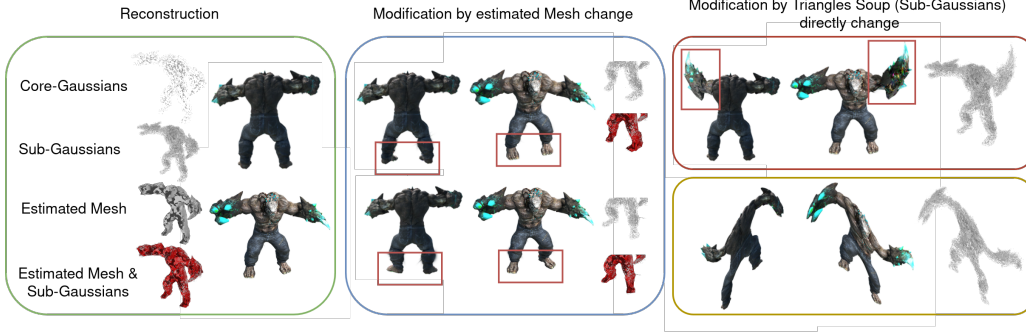 Reconstruction
Modification by estimated Mesh change
Modification by Triangles Soup (Sub-Gaussians)
directly change
Core-Gaussians
Sub-Gaussians
Estimated Mesh
Estimated Mesh &
Sub-Gaussians